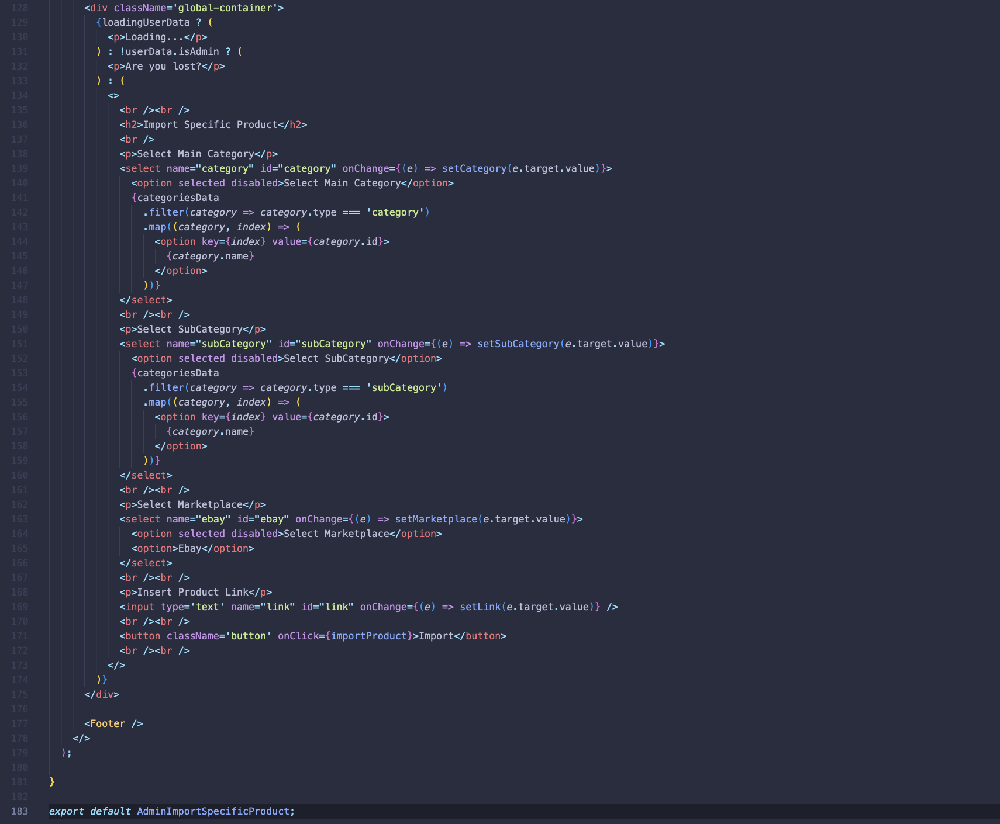 128 <div className='global-container'>
129 {loadingUserData ? (
130 <p>Loading...</p>
131 ) : !userData.isAdmin ? (
132 <p>Are you lost?</p>
133 ) : (
134 <>
135 <br /><br />
136 <h2>Import Specific Product</h2>
137 <br />
138 <p>Select Main Category</p>
139 <select name="category" id="category" onChange={(e) => setCategory(e.target.value)}>
140 <option selected disabled>Select Main Category</option>
141 {categoriesData
142 .filter(category => category.type === 'category')
143 .map((category, index) => (
144 <option key={index} value={category.id}>
145 {category.name}
146 </option>
147 ))}
148 </select>
149 <br /><br />
150 <p>Select SubCategory</p>
151 <select name="subCategory" id="subCategory" onChange={(e) => setSubCategory(e.target.value)}>
152 <option selected disabled>Select SubCategory</option>
153 {categoriesData
154 .filter(category => category.type === 'subCategory')
155 .map((category, index) => (
156 <option key={index} value={category.id}>
157 {category.name}
158 </option>
159 ))}
160 </select>
161 <br /><br />
162 <p>Select Marketplace</p>
163 <select name="ebay" id="ebay" onChange={(e) => setMarketplace(e.target.value)}>
164 <option selected disabled>Select Marketplace</option>
165 <option>Ebay</option>
166 </select>
167 <br /><br />
168 <p>Insert Product Link</p>
169 <input type='text' name="link" id="link" onChange={(e) => setLink(e.target.value)} />
170 <br /><br />
171 <button className='button' onClick={importProduct}>Import</button>
172 <br /><br />
173 </>
174 )}
175 </div>
176
177 <Footer />
178 </>
179 );
180
181 }
182
183 export default AdminImportSpecificProduct;